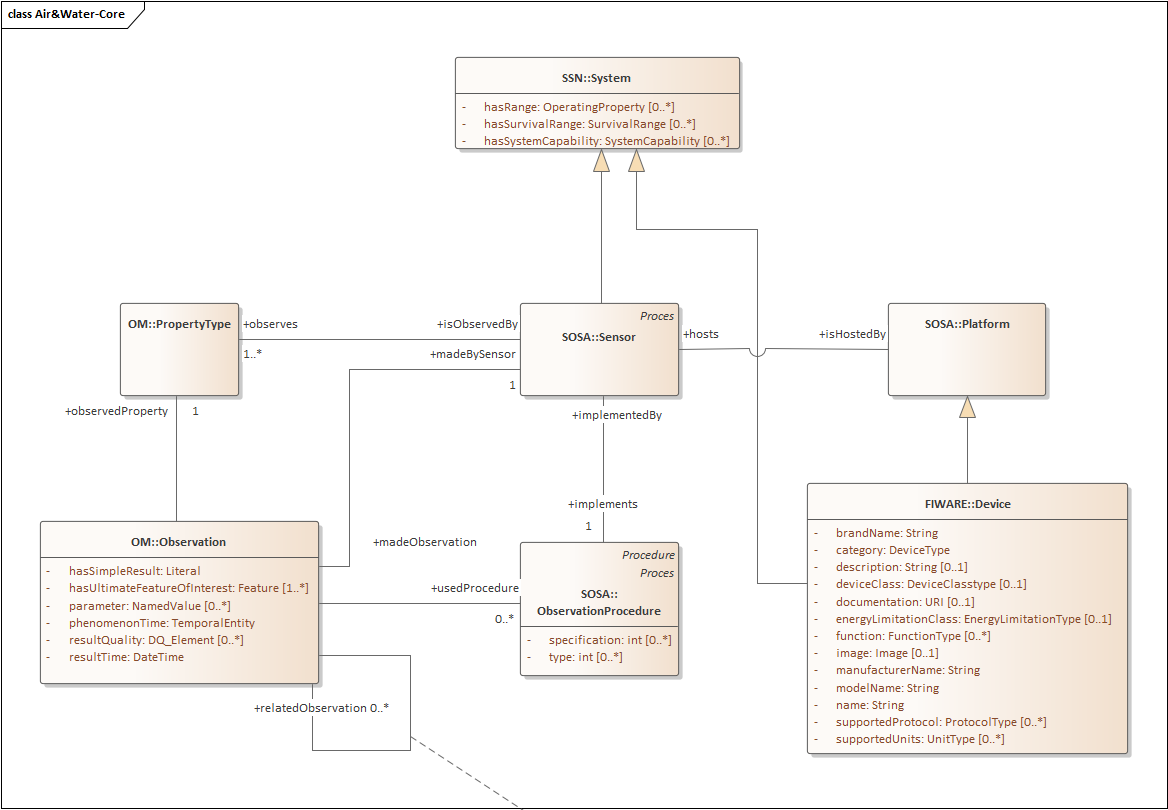 class Air&Water-Core
SSN::System
- hasRange: OperatingProperty [0..*]
- hasSurvivalRange: SurvivalRange [0..*]
- hasSystemCapability: SystemCapability [0..*]
OM::PropertyType
+observes
1..*
+isObservedBy
+madeBySensor
1
Proces
SOSA::Sensor
+hosts
+isHostedBy
SOSA::Platform
+observedProperty
1
+implementedBy
+implements
1
OM::Observation
- hasSimpleResult: Literal
- hasUltimateFeatureOfInterest: Feature [1..*]
- parameter: NamedValue [0..*]
- phenomenonTime: TemporalEntity
- resultQuality: DQ_Element [0..*]
- resultTime: DateTime
+madeObservation
+usedProcedure
0..*
Procedure
Proces
SOSA::
ObservationProcedure
- specification: int [0..*]
- type: int [0..*]
+relatedObservation 0..*
FIWARE::Device
- brandName: String
- category: DeviceType
- description: String [0..1]
- deviceClass: DeviceClasstype [0..1]
- documentation: URI [0..1]
- energyLimitationClass: EnergyLimitationType [0..1]
- function: FunctionType [0..*]
- image: Image [0..1]
- manufacturerName: String
- modelName: String
- name: String
- supportedProtocol: ProtocolType [0..*]
- supportedUnits: UnitType [0..*]